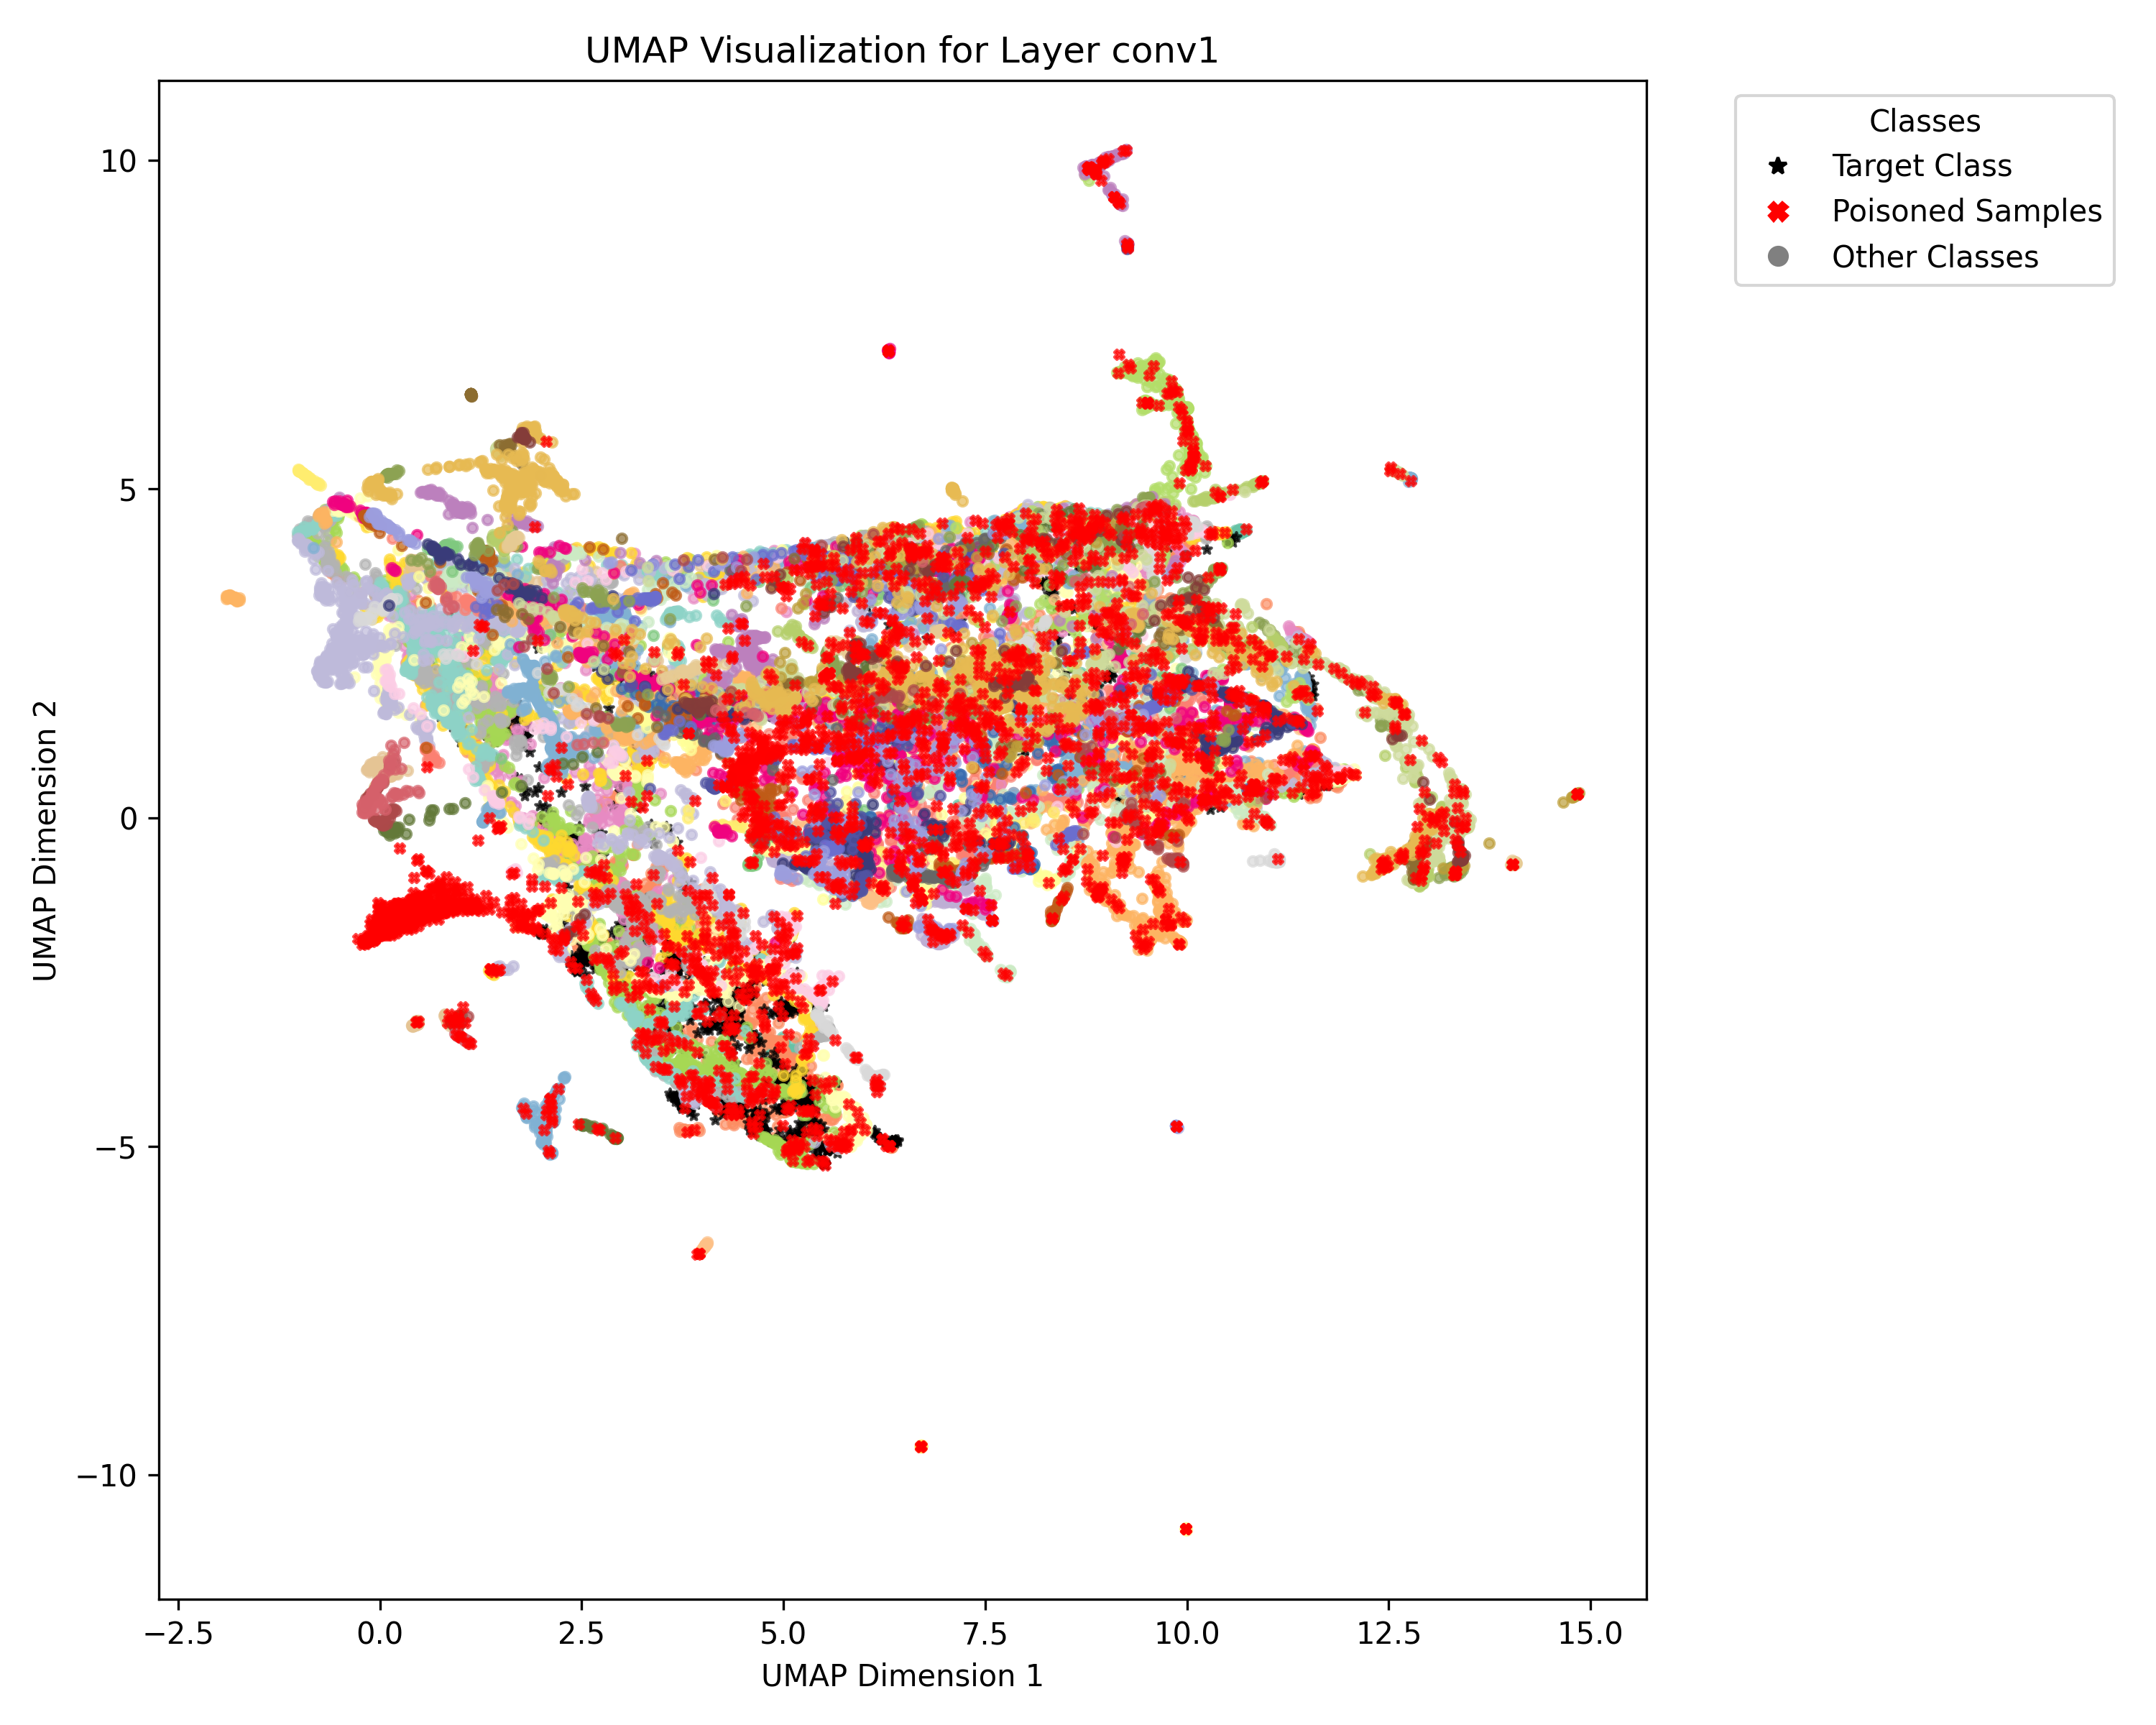 UMAP Visualization for Layer conv1
Classes
Target Class
Poisoned Samples
Other Classes
10
5
0
−5
−10
UMAP Dimension 2
−2.5 0.0 2.5 5.0 7.5 10.0 12.5 15.0
UMAP Dimension 1